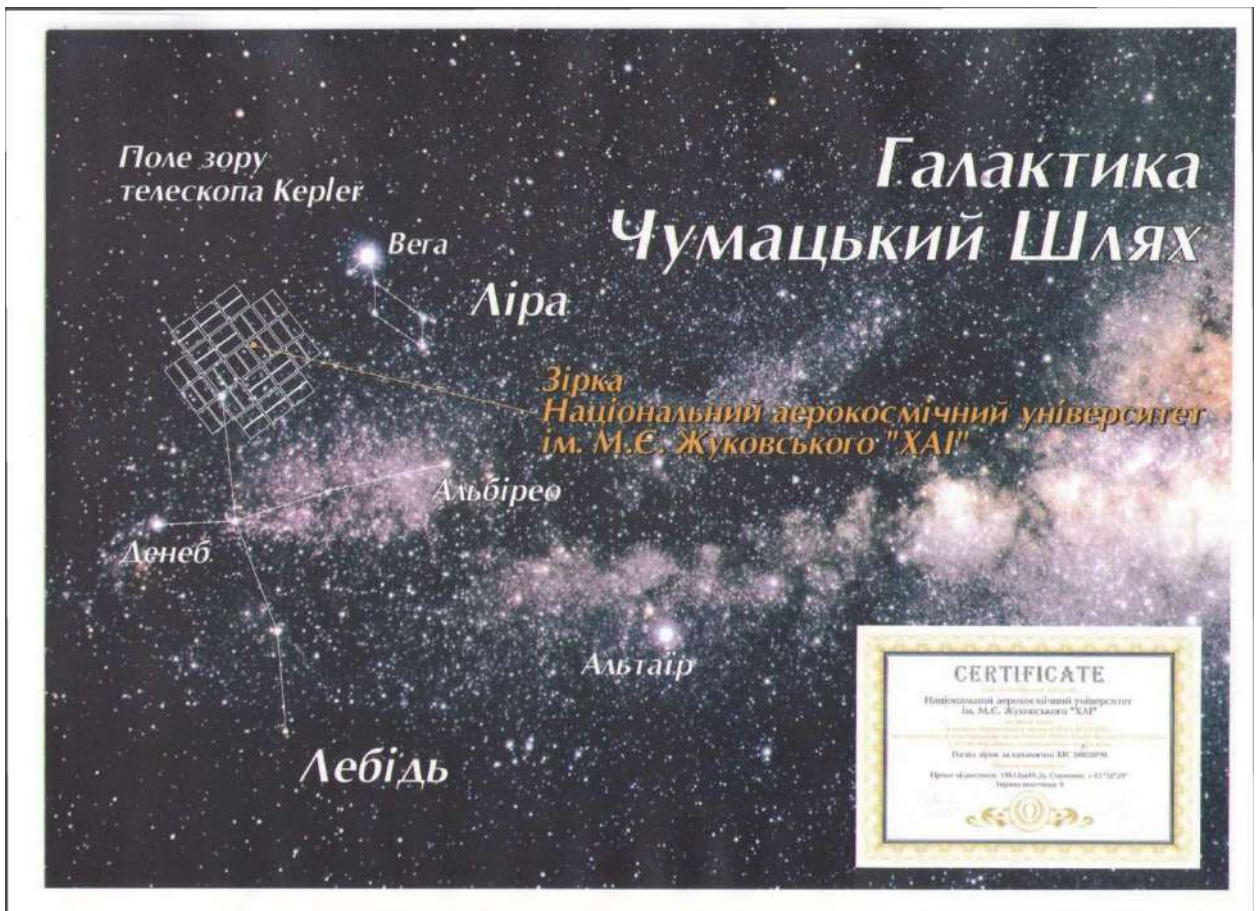 Поле зору
телескопа Kepler
Галактика
Чумацький Шлях
Вега
Ліра
Зірка
Національний аерокосмічний університет
ім. М.Є. Жуковського "ХАІ"
Альбірео
Денеб
Альтаїр
Лебідь
CERTIFICATE
Національний аерокосмічний університет
ім. М.Є. Жуковського "ХАІ"